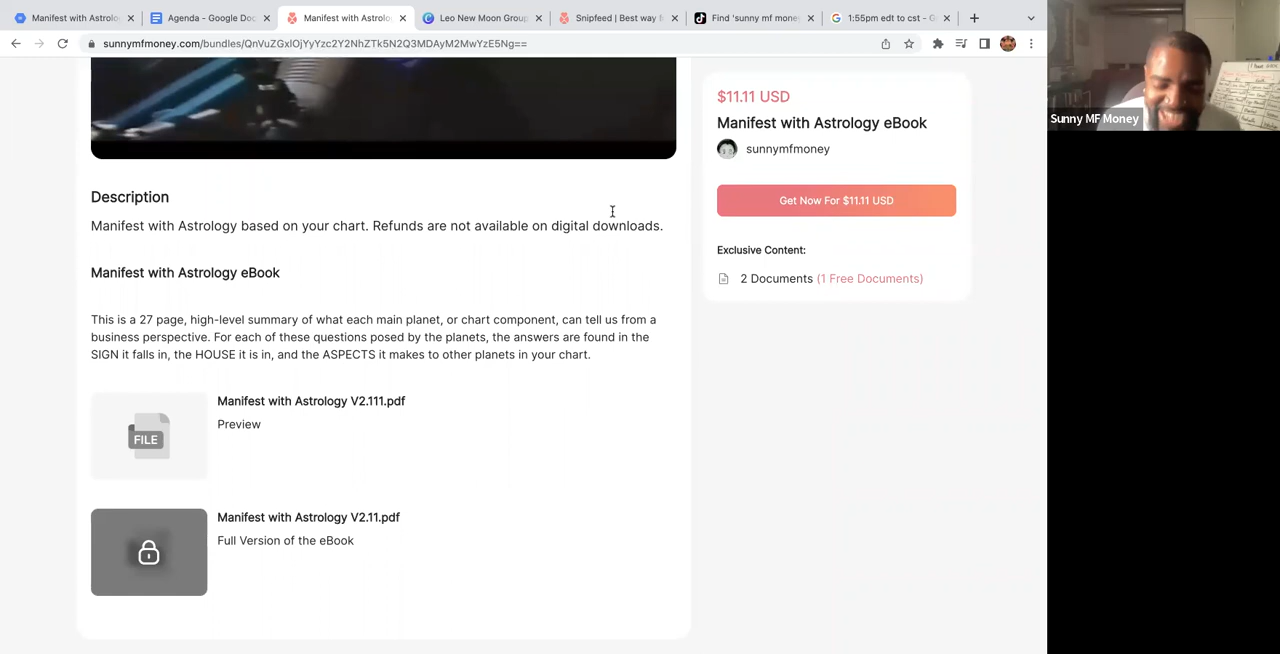 Manifest with Astrolo
Agenda - Google Doc
Manifest with Astrolo
Leo New Moon Group
Snipfeed | Best way
Find 'sunny mf mone
1:55pm edt to cst - G
sunnymfmoney.com/bundles/QnVuZGxlOjYyYzc2Y2NhZTk5N2Q3MDAyM2MwYzE5Ng==
Sunny MF Money
$11.11 USD
Manifest with Astrology eBook
sunnymfmoney
Get Now For $11.11 USD
Exclusive Content:
2 Documents (1 Free Documents)
Description
Manifest with Astrology based on your chart. Refunds are not available on digital downloads.
Manifest with Astrology eBook
This is a 27 page, high-level summary of what each main planet, or chart component, can tell us from a
business perspective. For each of these questions posed by the planets, the answers are found in the
SIGN it falls in, the HOUSE it is in, and the ASPECTS it makes to other planets in your chart.
FILE
Manifest with Astrology V2.111.pdf
Preview
Manifest with Astrology V2.11.pdf
Full Version of the eBook